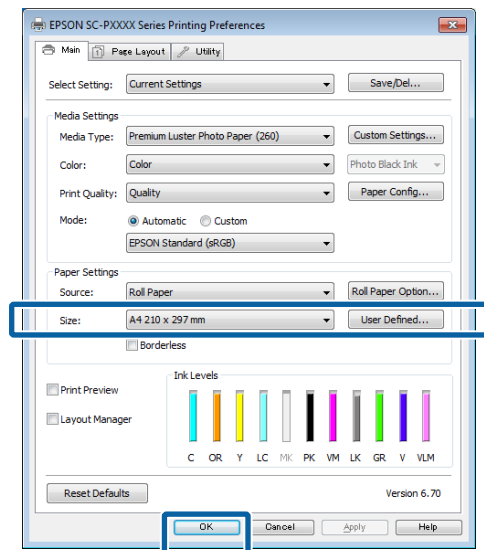 EPSON SC-PXXXX Series Printing Preferences
Main Page Layout Utility
Select Setting: Current Settings Save/Del...
Media Settings
Media Type: Premium Luster Photo Paper (260) Custom Settings...
Color: Color Photo Black Ink
Print Quality: Quality Paper Config...
Mode: Automatic Custom
EPSON Standard (sRGB)
Paper Settings
Source: Roll Paper Roll Paper Option...
Size: A4 210 x 297 mm User Defined...
Borderless
Print Preview
Layout Manager
Ink Levels
C OR Y LC MK PK VM LK GR V VLM
Reset Defaults Version 6.70
OK Cancel Apply Help